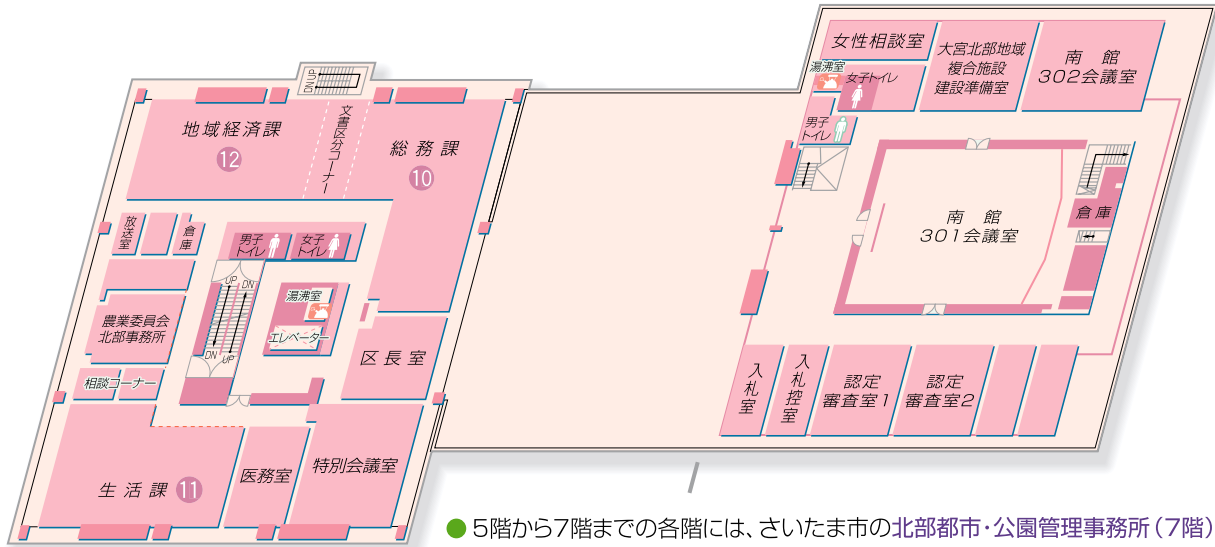 DN UP
地域経済課
12
文書区分コーナー
総務課
10
放送室
倉庫
男子
トイレ
女子
トイレ
UP
DN
湯沸室
エレベーター
DN
UP
農業委員会
北部事務所
相談コーナー
区長室
生活課 11
医務室
特別会議室
女性相談室
湯沸室
女子トイレ
男子
トイレ
大宮北部地域
複合施設
建設準備室
南館
302会議室
南館
301会議室
倉庫
入札室
入札控室
認定
審査室1
認定
審査室2
● 5階から7階までの各階には、さいたま市の北部都市・公園管理事務所(7階)